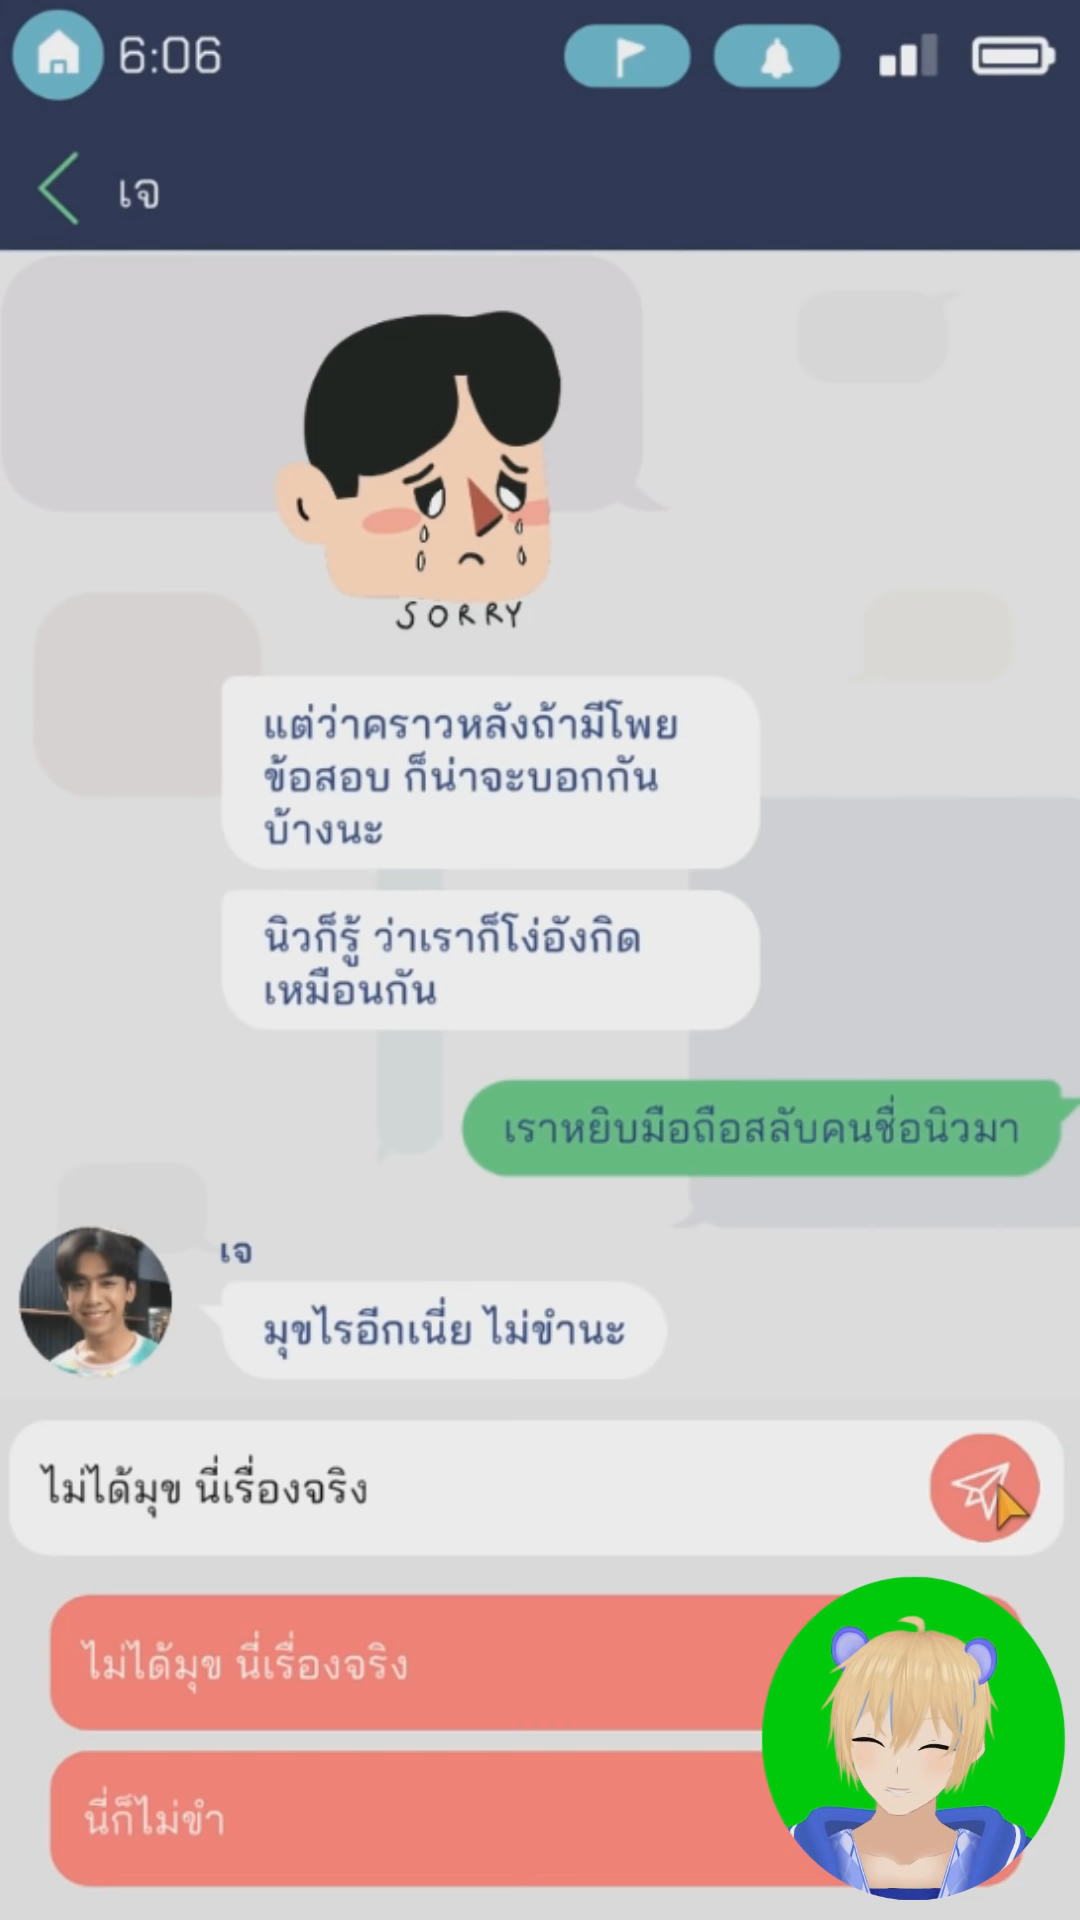 6:06
เจ
SORRY
แต่ว่าคราวหลังถ้ามีโพย
ข้อสอบ ก็น่าจะบอกกัน
บ้างนะ
นิวก็รู้ ว่าเราก็โง่อังกิด
เหมือนกัน
เราหยิบมือถือสลับคนชื่อนิวมา
เจ
มุขไรอีกเนี่ย ไม่ขำนะ
ไม่ได้มุข นี่เรื่องจริง
ไม่ได้มุข นี่เรื่องจริง
นี่ก็ไม่ขำ